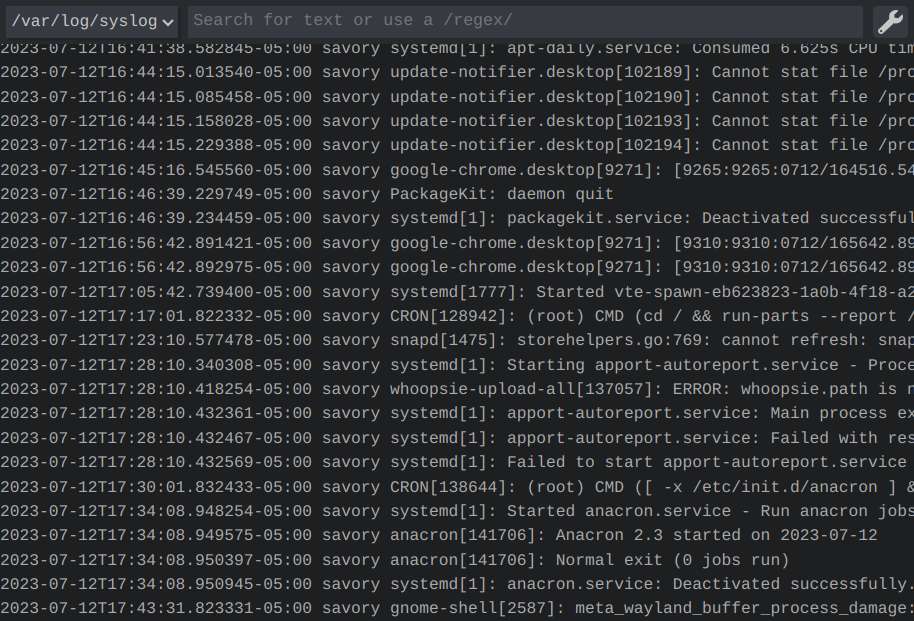 /var/log/syslog Search for text or use a /regex/
2023-07-12T16:41:38.582845-05:00 savory systemd[1]: apt-daily.service: Consumed 6.625s CPU tim
2023-07-12T16:44:15.013540-05:00 savory update-notifier.desktop[102189]: Cannot stat file /pro
2023-07-12T16:44:15.085458-05:00 savory update-notifier.desktop[102190]: Cannot stat file /pro
2023-07-12T16:44:15.158028-05:00 savory update-notifier.desktop[102193]: Cannot stat file /pro
2023-07-12T16:44:15.229388-05:00 savory update-notifier.desktop[102194]: Cannot stat file /pro
2023-07-12T16:45:16.545560-05:00 savory google-chrome.desktop[9271]: [9265:9265:0712/164516.54
2023-07-12T16:46:39.229749-05:00 savory PackageKit: daemon quit
2023-07-12T16:46:39.234459-05:00 savory systemd[1]: packagekit.service: Deactivated successful
2023-07-12T16:56:42.891421-05:00 savory google-chrome.desktop[9271]: [9310:9310:0712/165642.89
2023-07-12T16:56:42.892975-05:00 savory google-chrome.desktop[9271]: [9310:9310:0712/165642.89
2023-07-12T17:05:42.739400-05:00 savory systemd[1777]: Started vte-spawn-eb623823-1a0b-4f18-a2
2023-07-12T17:17:01.822332-05:00 savory CRON[128942]: (root) CMD (cd / && run-parts --report /
2023-07-12T17:23:10.577478-05:00 savory snapd[1475]: storehelpers.go:769: cannot refresh: snap
2023-07-12T17:28:10.340308-05:00 savory systemd[1]: Starting apport-autoreport.service - Proce
2023-07-12T17:28:10.418254-05:00 savory whoopsie-upload-all[137057]: ERROR: whoopsie.path is n
2023-07-12T17:28:10.432361-05:00 savory systemd[1]: apport-autoreport.service: Main process ex
2023-07-12T17:28:10.432467-05:00 savory systemd[1]: apport-autoreport.service: Failed with res
2023-07-12T17:28:10.432569-05:00 savory systemd[1]: Failed to start apport-autoreport.service
2023-07-12T17:30:01.832433-05:00 savory CRON[138644]: (root) CMD ([ -x /etc/init.d/anacron ] &
2023-07-12T17:34:08.948254-05:00 savory systemd[1]: Started anacron.service - Run anacron jobs
2023-07-12T17:34:08.949575-05:00 savory anacron[141706]: Anacron 2.3 started on 2023-07-12
2023-07-12T17:34:08.950397-05:00 savory anacron[141706]: Normal exit (0 jobs run)
2023-07-12T17:34:08.950945-05:00 savory systemd[1]: anacron.service: Deactivated successfully.
2023-07-12T17:43:31.823331-05:00 savory gnome-shell[2587]: meta_wayland_buffer_process_damage: